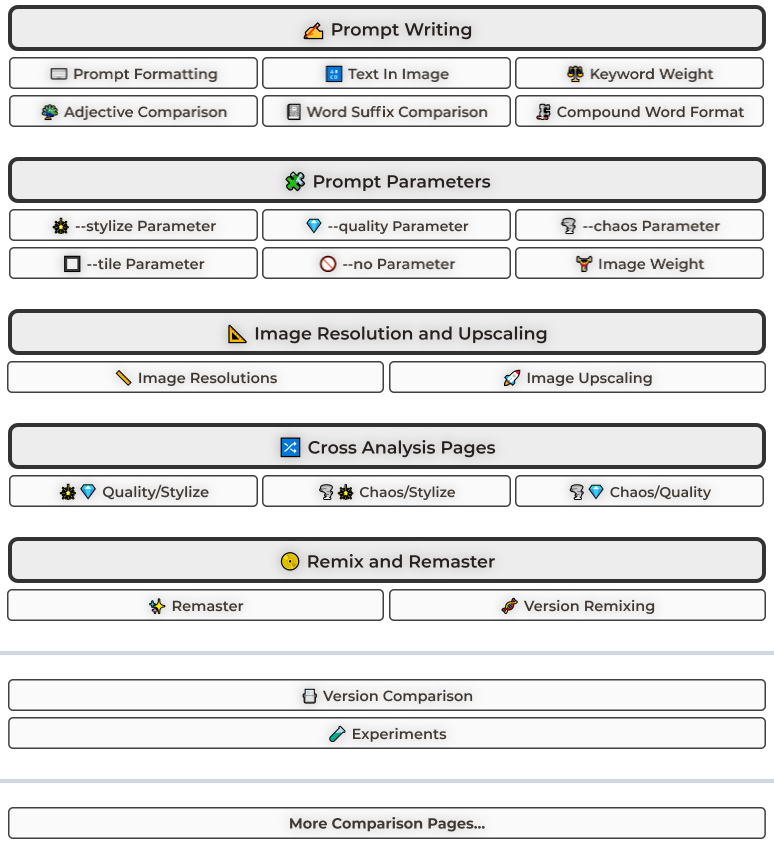 Prompt Writing
Prompt Formatting
Text In Image
Keyword Weight
Adjective Comparison
Word Suffix Comparison
Compound Word Format
Prompt Parameters
--stylize Parameter
--quality Parameter
--chaos Parameter
--tile Parameter
--no Parameter
Image Weight
Image Resolution and Upscaling
Image Resolutions
Image Upscaling
Cross Analysis Pages
Quality/Stylize
Chaos/Stylize
Chaos/Quality
Remix and Remaster
Remaster
Version Remixing
Version Comparison
Experiments
More Comparison Pages...